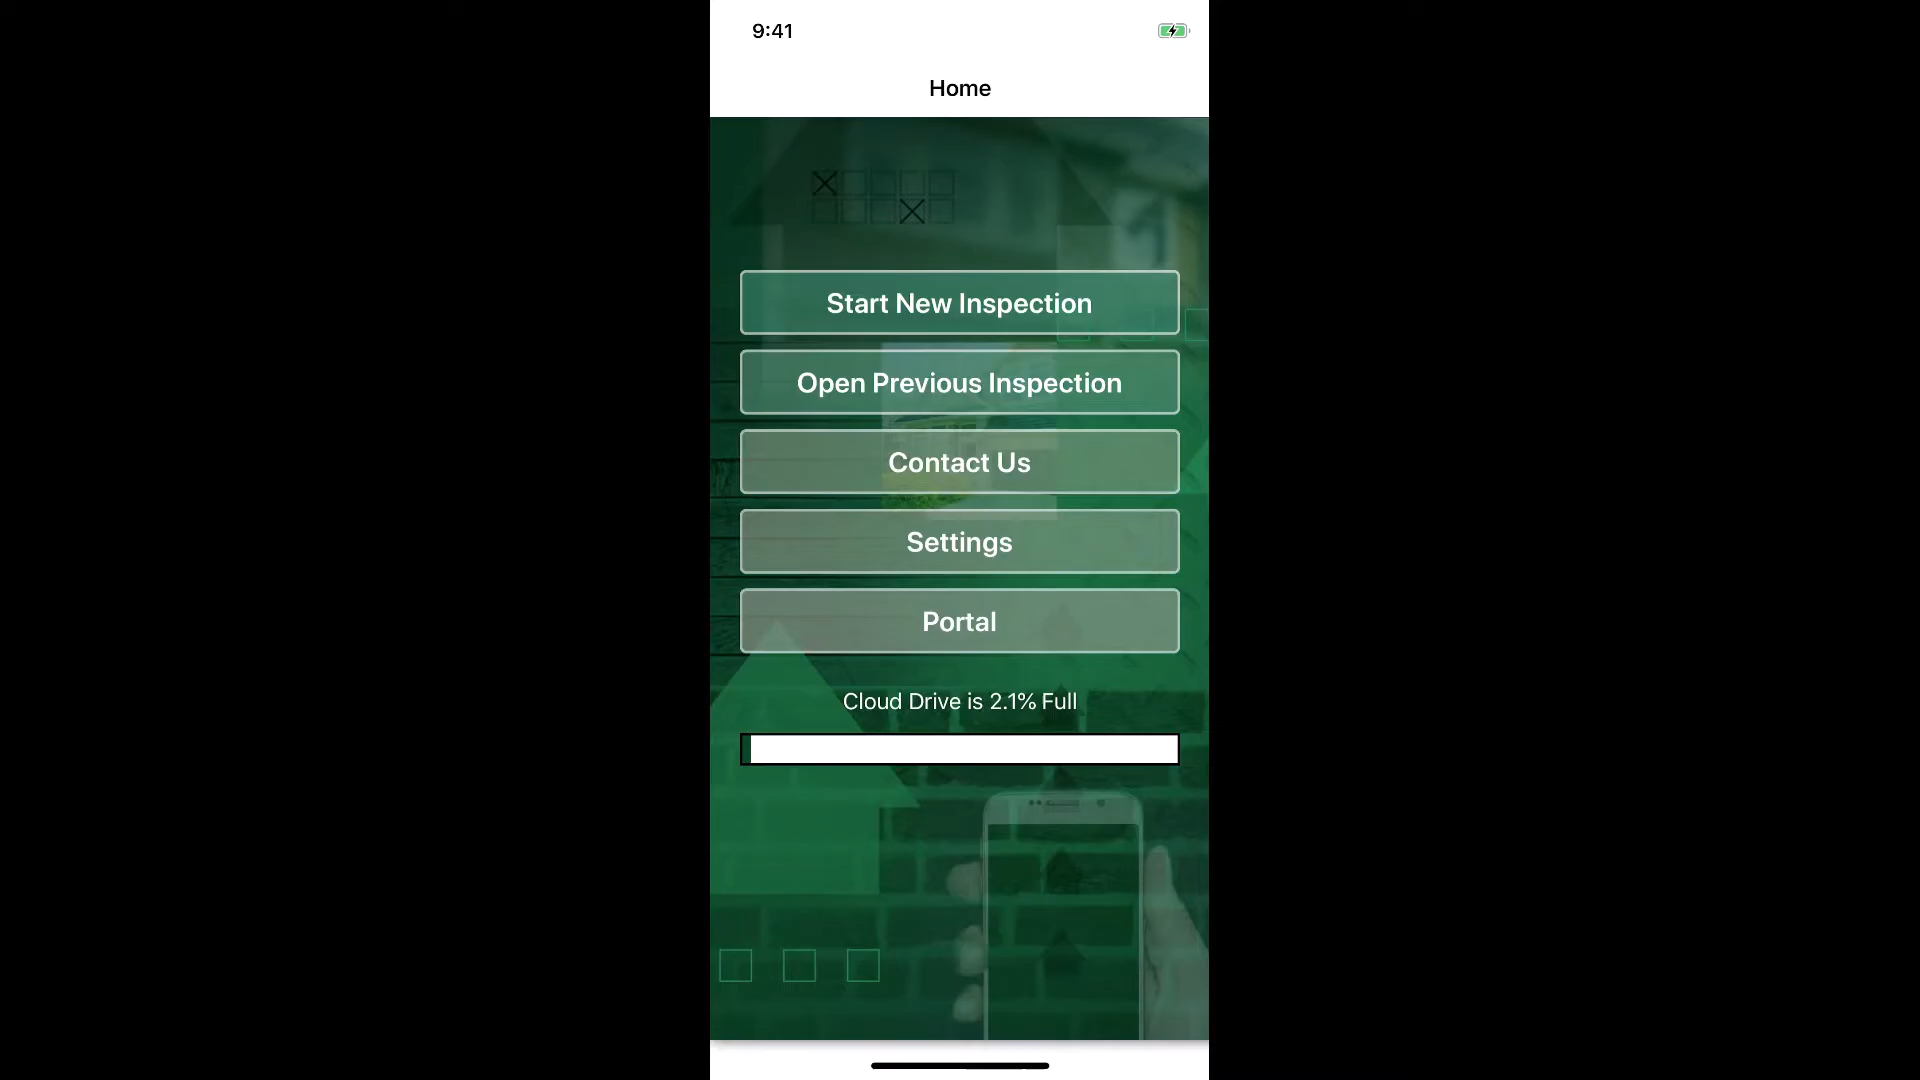 9:41
Home
Start New Inspection
Open Previous Inspection
Contact Us
Settings
Portal
Cloud Drive is 2.1% Full